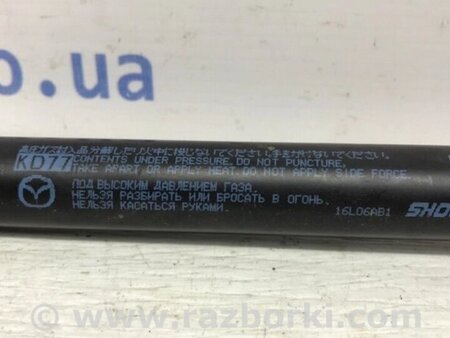 o.ua
KD77
CONTENTS UNDER PRESSURE. DO NOT PUNCTURE,
TAKE APART OR APPLY HEAT. DO NOT APPLY SIDE FORCE.
ПОД ВЫСОКИМ ДАВЛЕНИЕМ ГАЗА.
НЕЛЬЗЯ РАЗБИРАТЬ ИЛИ БРОСАТЬ В ОГОНЬ.
НЕЛЬЗЯ КАСАТЬСЯ РУКАМИ.
16L06AB1
SHO
© www.razborki.com